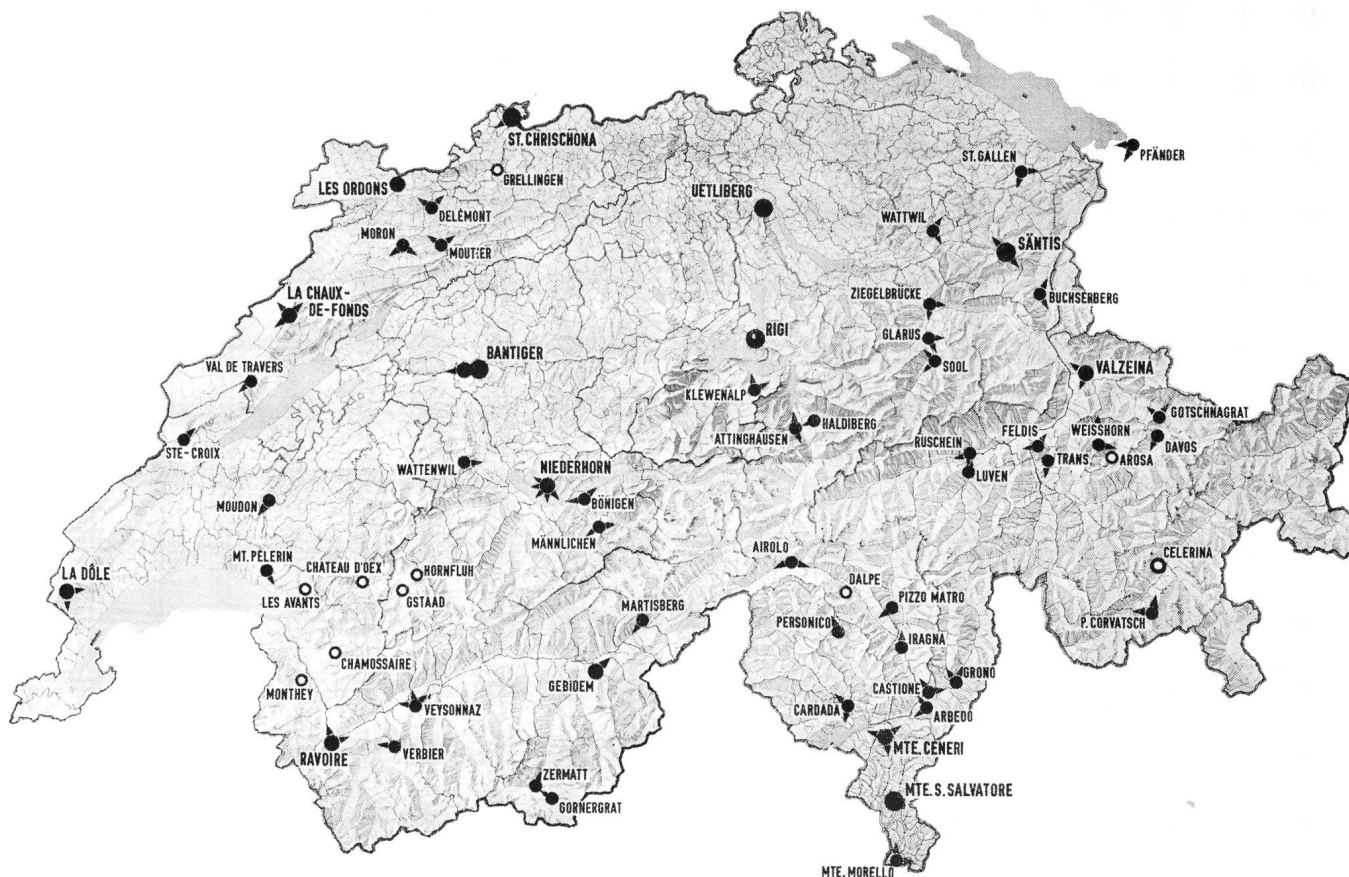 ST. CHRISCHONA
GRELLINGEN
LES ORDONS
DELÉMONT
MORON
MOUTIER
LA CHAUX-
DE-FONDS
VAL DE TRAVERS
STE-CROIX
BANTIGER
UETLIBERG
ST. GALLEN
PFÄNDER
WATTWIL
SÄNTIS
ZIEGELBRÜCKE
BUCHSERBERG
RIGI
GLARUS
SOOL
VALZEINA
KLEWENALP
HALDIBERG
ATTINGHAUSEN
GOTSCHNAGRAT
WEISSHORN
FELDIS
RUSCHEIN
DAVOS
AROSA
TRANS
LUVEN
WATTENWIL
NIEDERHORN
BÖNIGEN
MÄNNLICHEN
MOUDON
MT. PÈLERIN
CHÂTEAU D'OEX
HORNFLUH
LA DÔLE
LES AVANTS
GSTAAD
AIROLO
DALPE
CELERINA
MARTISBERG
PIZZO MATRO
P. CORVATSCH
PERSONICO
IRAGNA
CHAMOSSAIRE
MONTHEY
GEBIDEM
GRONO
CASTIONE
VEYSONNAZ
CARDADA
ARBEDO
RAVOIRE
VERBIER
MTE. CENERI
ZERMATT
GORNERGRAT
MTE. S. SALVATORE
MTE. MORELLO